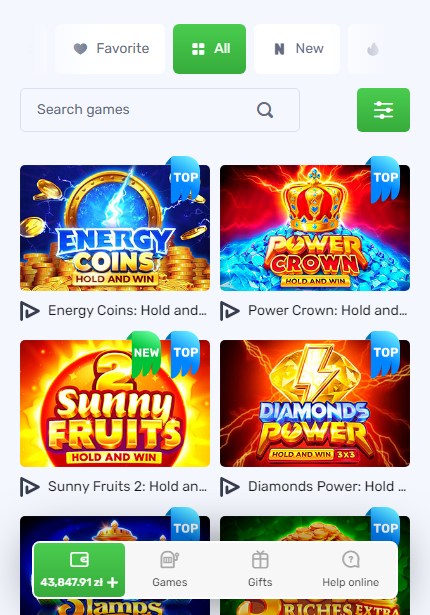 Favorite
All
New
Search games
TOP
ENERGY
COINS
HOLD AND WIN
TOP
POWER
CROWN
HOLD AND WIN
Energy Coins: Hold and...
Power Crown: Hold and...
NEW
TOP
2
Sunny
FRUITS
HOLD AND WIN
TOP
DIAMONDS
POWER
HOLD AND WIN 3X3
Sunny Fruits 2: Hold an...
Diamonds Power: Hold ...
TOP
Stamps
TOP
RICHES EXTRA
43,847.91 zł +
Games
Gifts
Help online